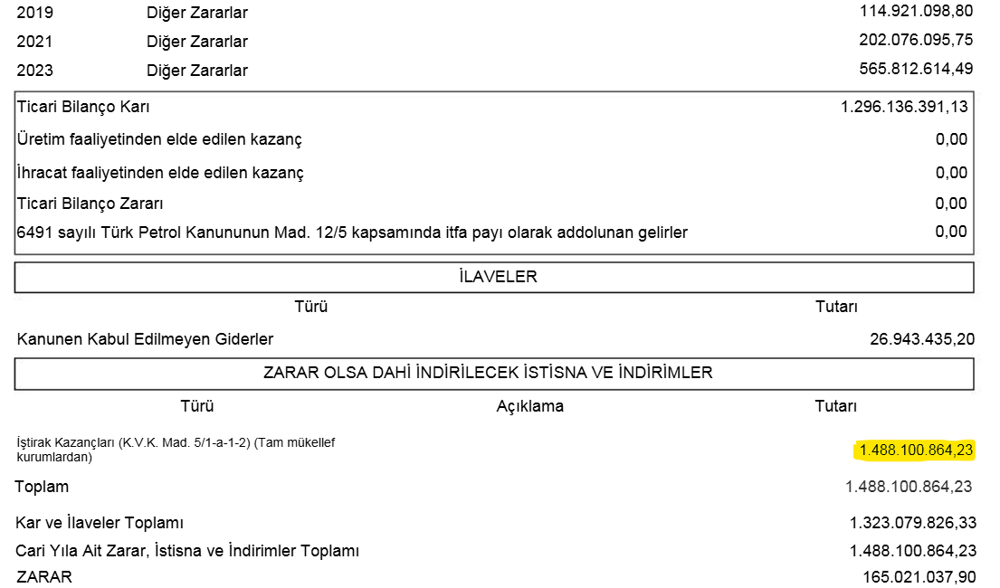 2019 Diğer Zararlar 114.921.098,80
2021 Diğer Zararlar 202.076.095,75
2023 Diğer Zararlar 565.812.614,49
Ticari Bilanço Karı 1.296.136.391,13
Üretim faaliyetinden elde edilen kazanç 0,00
İhracat faaliyetinden elde edilen kazanç 0,00
Ticari Bilanço Zararı 0,00
6491 sayılı Türk Petrol Kanununun Mad. 12/5 kapsamında itfa payı olarak addolunan gelirler 0,00
İLAVELER
Türü Tutarı
Kanunen Kabul Edilmeyen Giderler 26.943.435,20
ZARAR OLSA DAHİ İNDİRİLECEK İSTİSNA VE İNDİRİMLER
Türü Açıklama Tutarı
İştirak Kazançları (K.V.K. Mad. 5/1-a-1-2) (Tam mükellef
kurumlardan) 1.488.100.864,23
Toplam 1.488.100.864,23
Kar ve İlaveler Toplamı 1.323.079.826,33
Cari Yıla Ait Zarar, İstisna ve İndirimler Toplamı 1.488.100.864,23
ZARAR 165.021.037,90